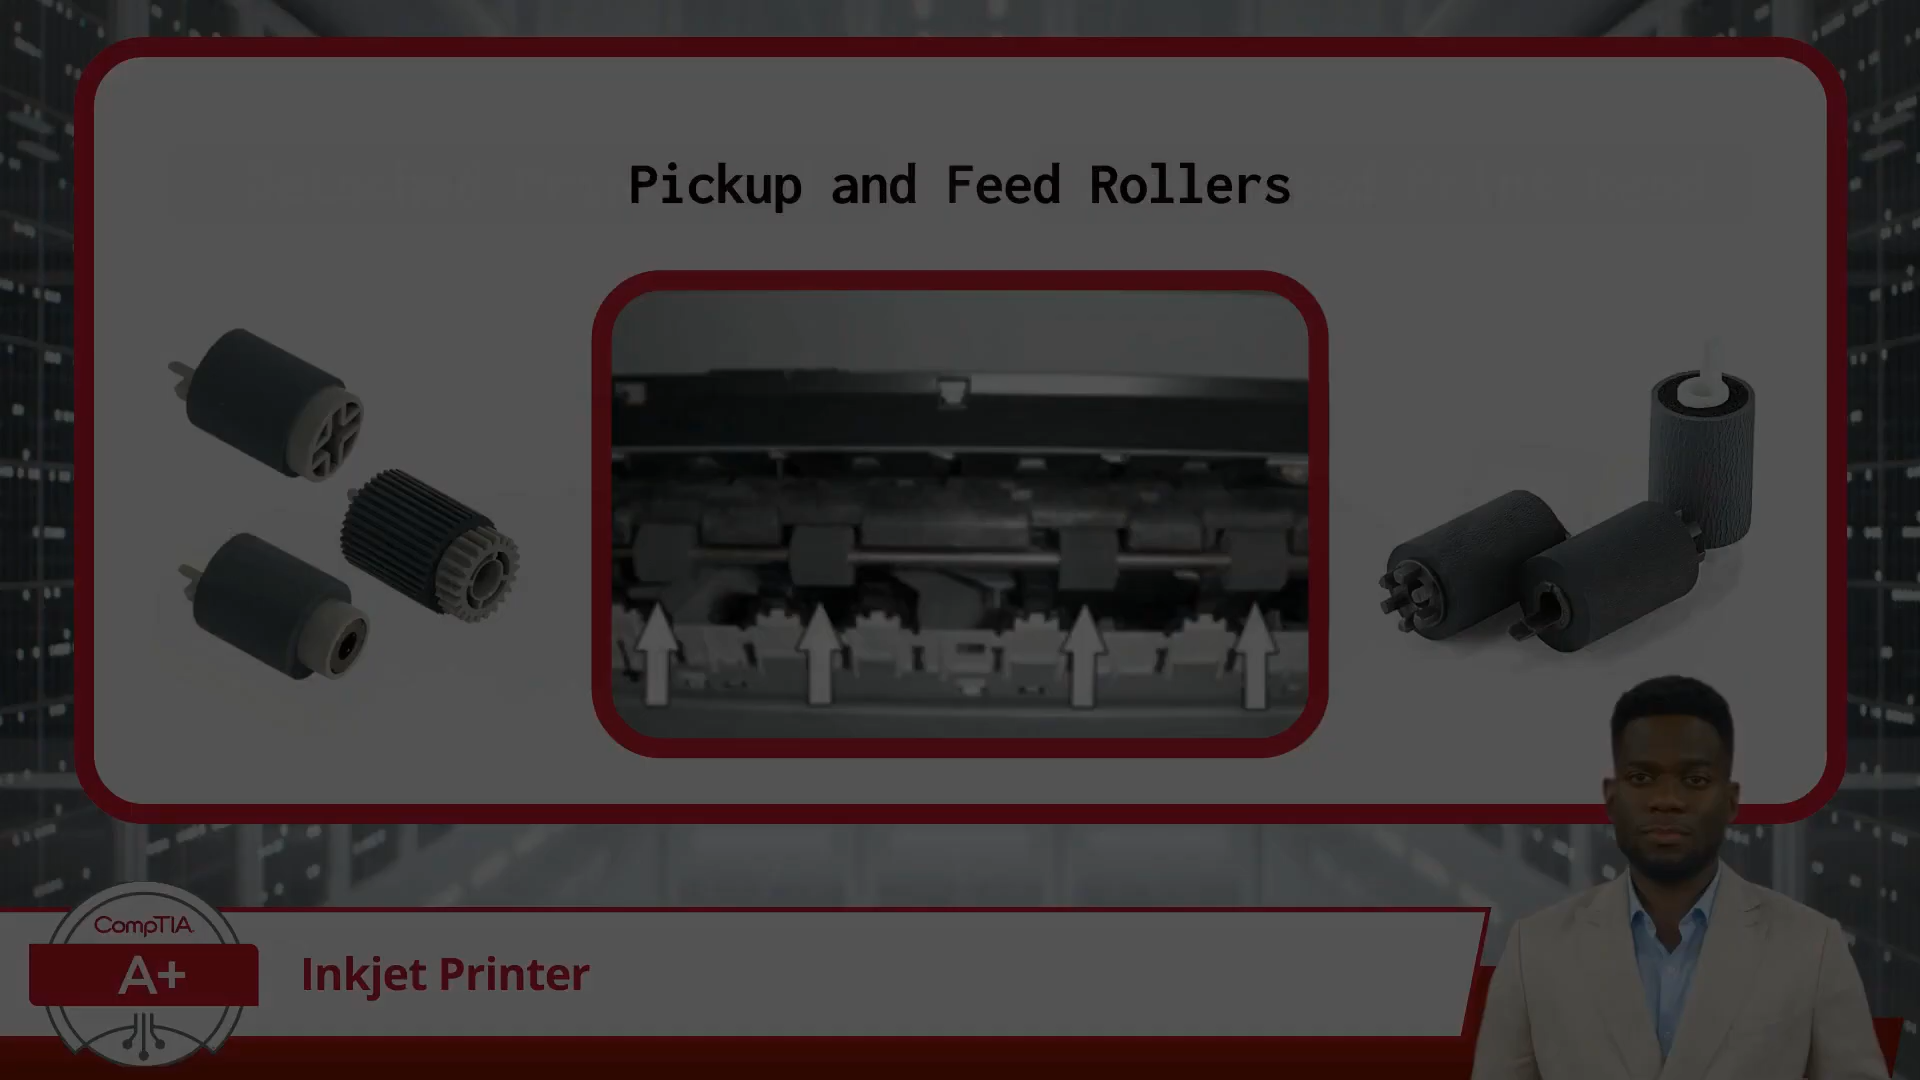 Pickup and Feed Rollers
CompTIA
A+
Inkjet Printer